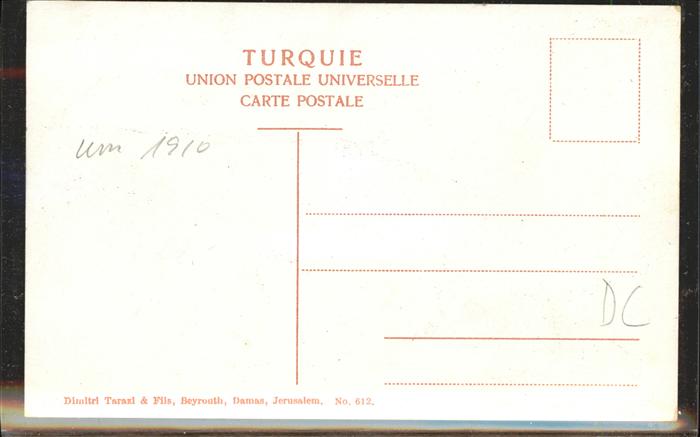 TURQUIE
UNION POSTALE UNIVERSELLE
CARTE POSTALE
um 1910
DC
Dimitri Tarazi & Fils, Beyrouth, Damas, Jerusalem. No. 612.